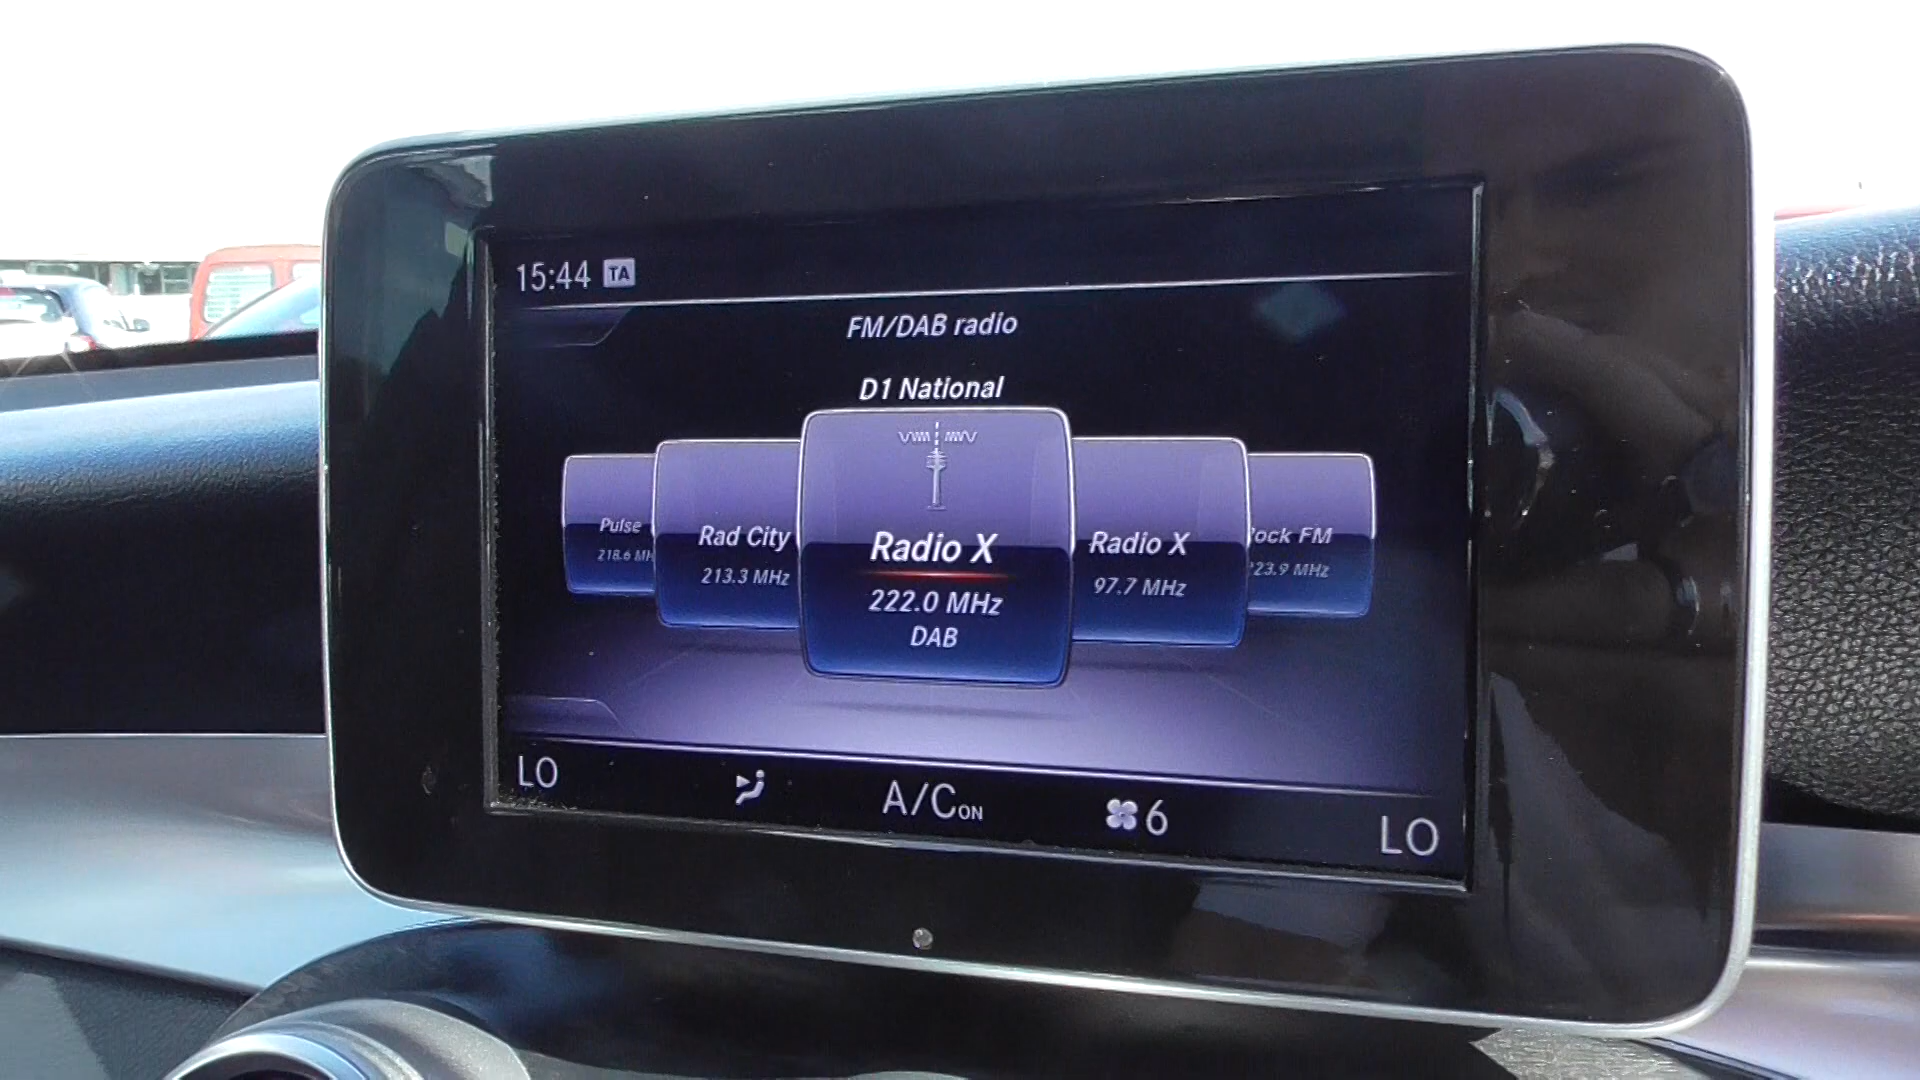 15:44 TA
FM/DAB radio
D1 National
Pulse
218.6 MH
Rad City
213.3 MHz
Radio X
222.0 MHz
DAB
Radio X
97.7 MHz
ock FM
23.9 MHz
LO
A/C ON
6
LO